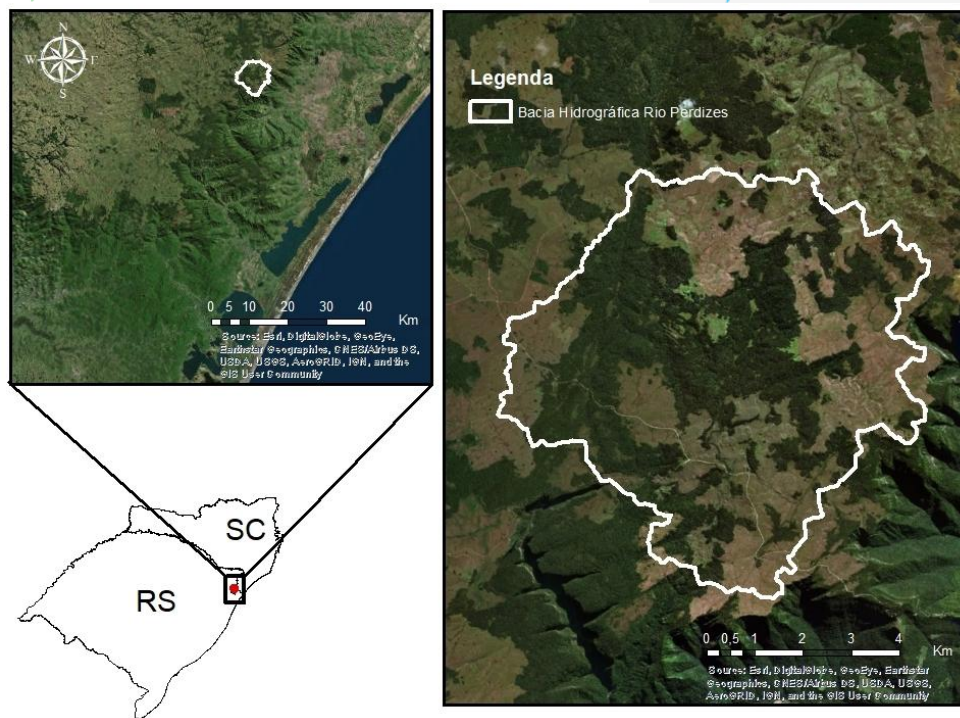 N
W E
S
0 5 10 20 30 40
Km
Source: Esri, DigitalGlobe, GeoEye,
Earthstar Geographics, CNES/Airbus DS,
USDA, USGS, AeroGRID, IGN, and the
GIS User Community
SC
RS
Legenda
Bacia Hidrográfica Rio Perdizes
0 0,5 1 2 3 4
Km
Source: Esri, DigitalGlobe, GeoEye, Earthstar
Geographics, CNES/Airbus DS, USDA, USGS,
AeroGRID, IGN, and the GIS User Community